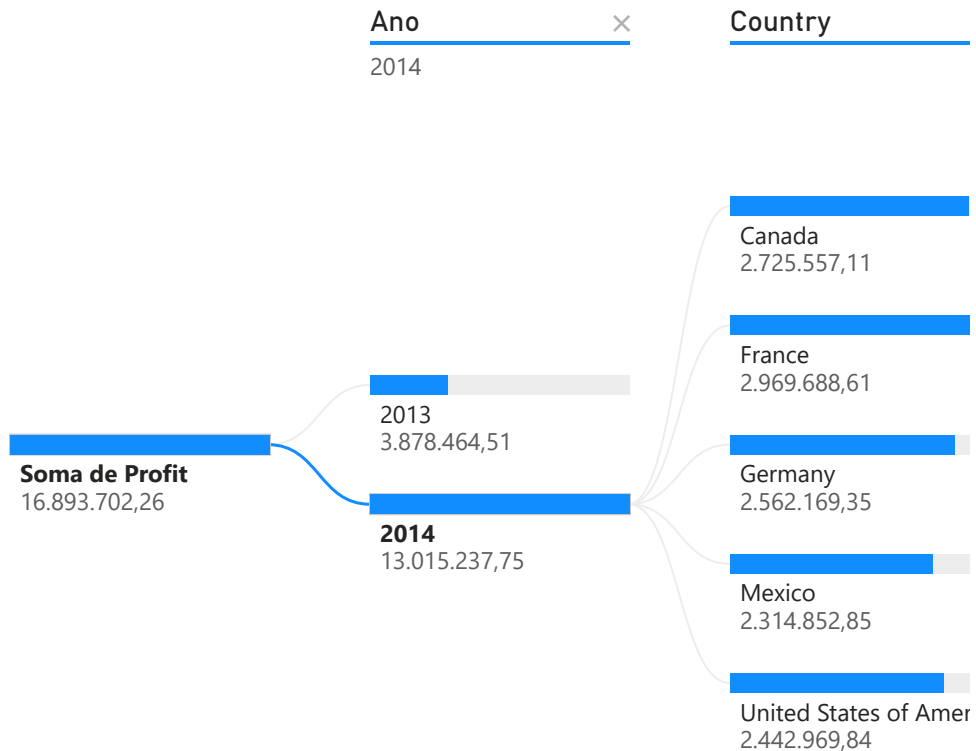 Ano
2014
Country
Soma de Profit
16.893.702,26
2013
3.878.464,51
2014
13.015.237,75
Canada
2.725.557,11
France
2.969.688,61
Germany
2.562.169,35
Mexico
2.314.852,85
United States of
2.442.969,84